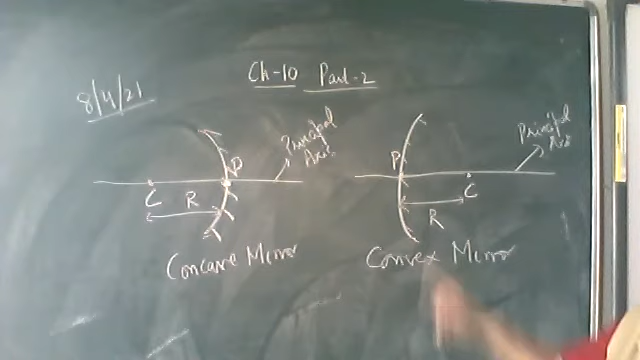 8/4/21
Ch-10 Part-2
Principal
Axis
P
C
R
Concave Mirror
Principal
Axis
P
C
R
Convex Mirror